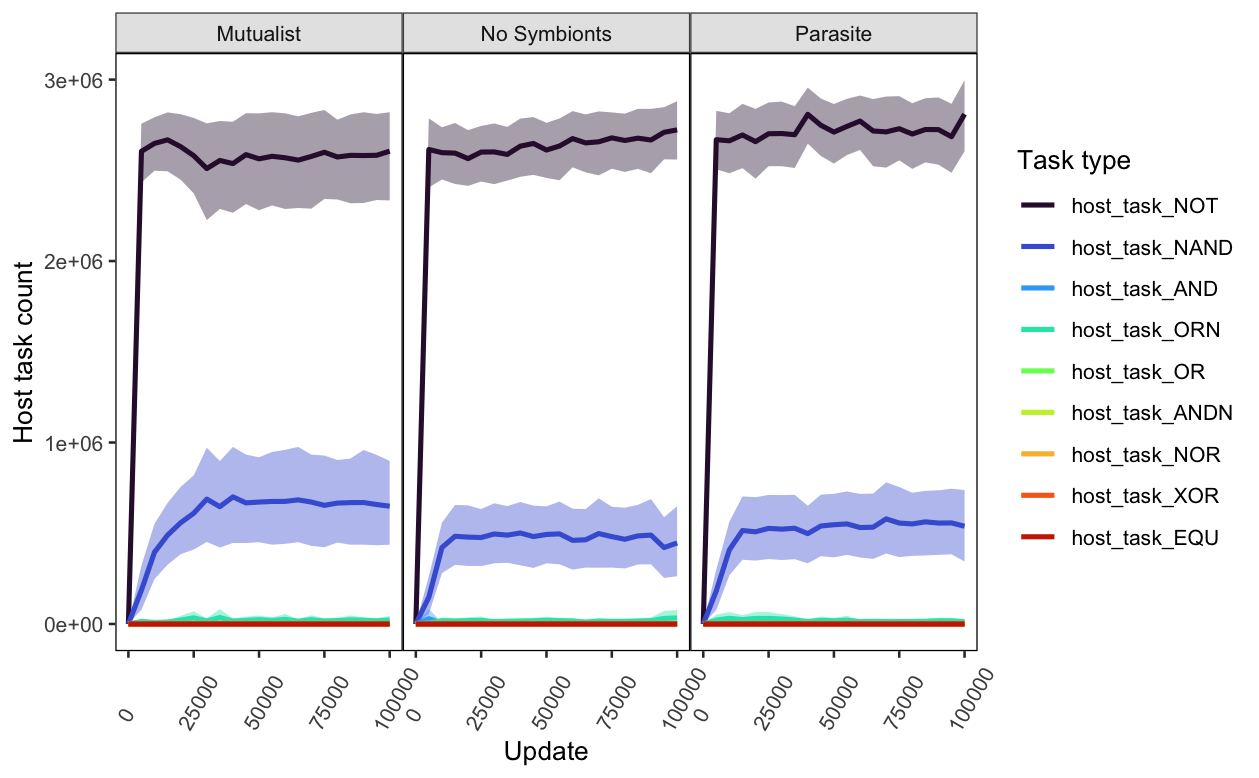 Mutualist
No Symbionts
Parasite
3e+06
2e+06
1e+06
0e+00
Host task count
0
25000
50000
75000
100000
0
25000
50000
75000
100000
0
25000
50000
75000
100000
Update
Task type
host_task_NOT
host_task_NAND
host_task_AND
host_task_ORN
host_task_OR
host_task_ANDN
host_task_NOR
host_task_XOR
host_task_EQU